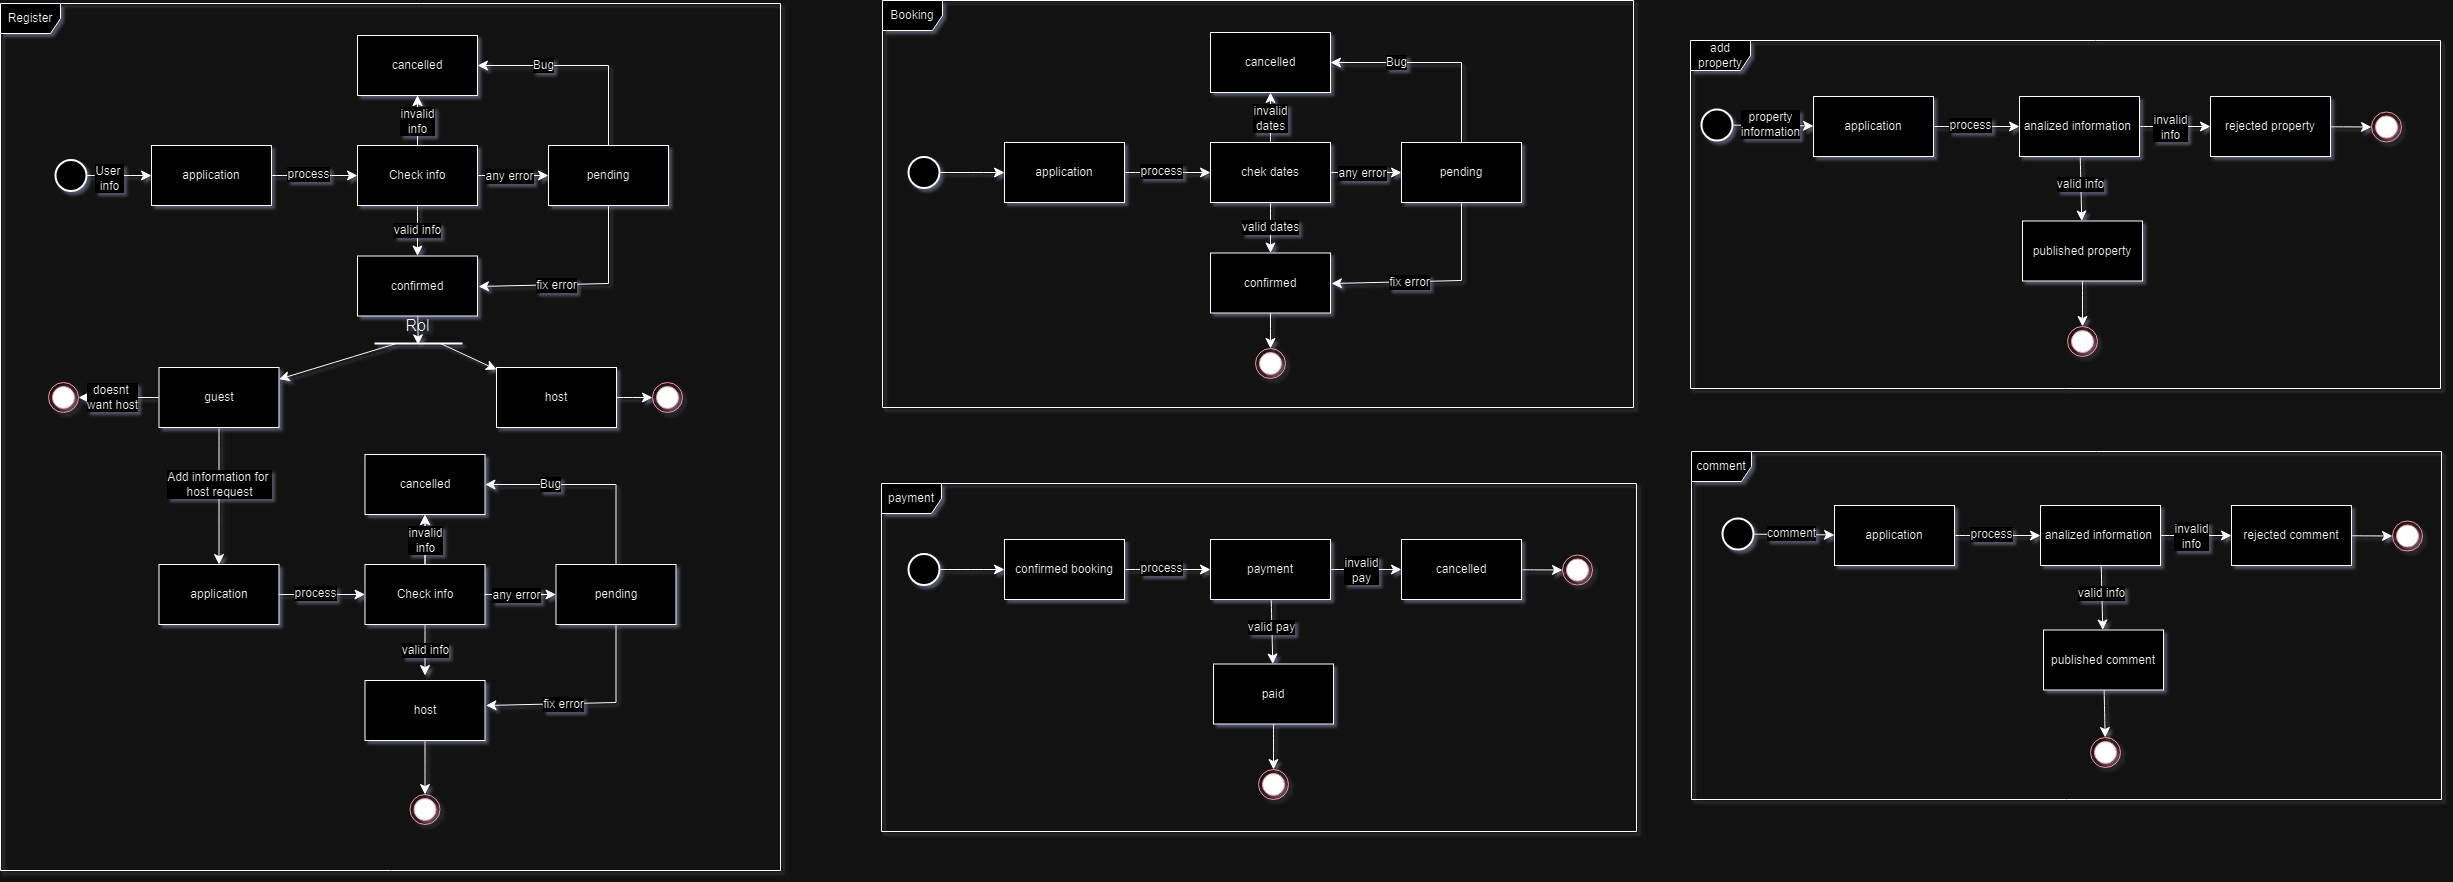 Register
cancelled
Bug
invalid
info
User
info
application
process
Check info
any error
pending
valid info
confirmed
fix error
Rol
doesnt
want host
guest
host
Add information for
host request
cancelled
Bug
invalid
info
application
process
Check info
any error
pending
valid info
host
fix error
Booking
cancelled
Bug
invalid
dates
application
process
chek dates
any error
pending
valid dates
confirmed
fix error
payment
confirmed booking
process
payment
invalid
pay
cancelled
valid pay
paid
add
property
property
information
application
process
analized information
invalid
info
rejected property
valid info
published property
comment
comment
application
process
analized information
invalid
info
rejected comment
valid info
published comment